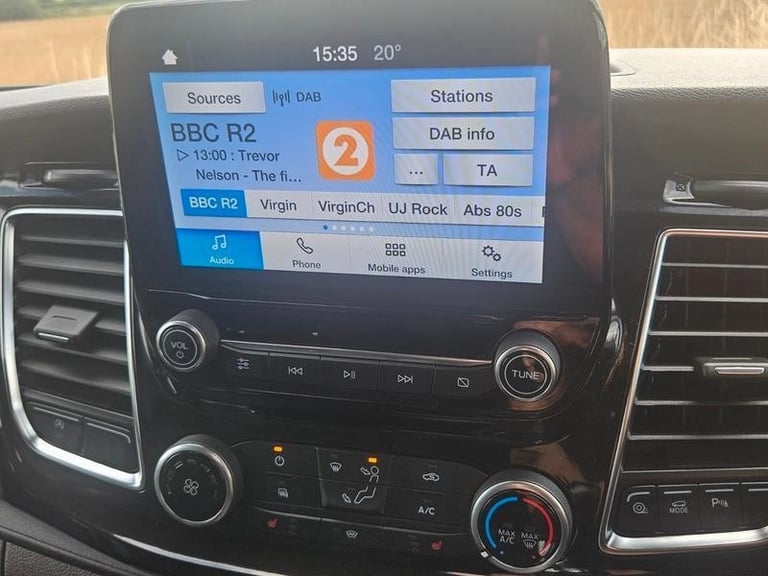 15:35 20°
Sources DAB Stations
BBC R2
2
DAB info
13:00 : Trevor
Nelson - The fi...
... TA
BBC R2 Virgin VirginCh UJ Rock Abs 80s
Audio Phone Mobile apps Settings
VOL
TUNE
A/C
MAX A/C MAX
MODE P